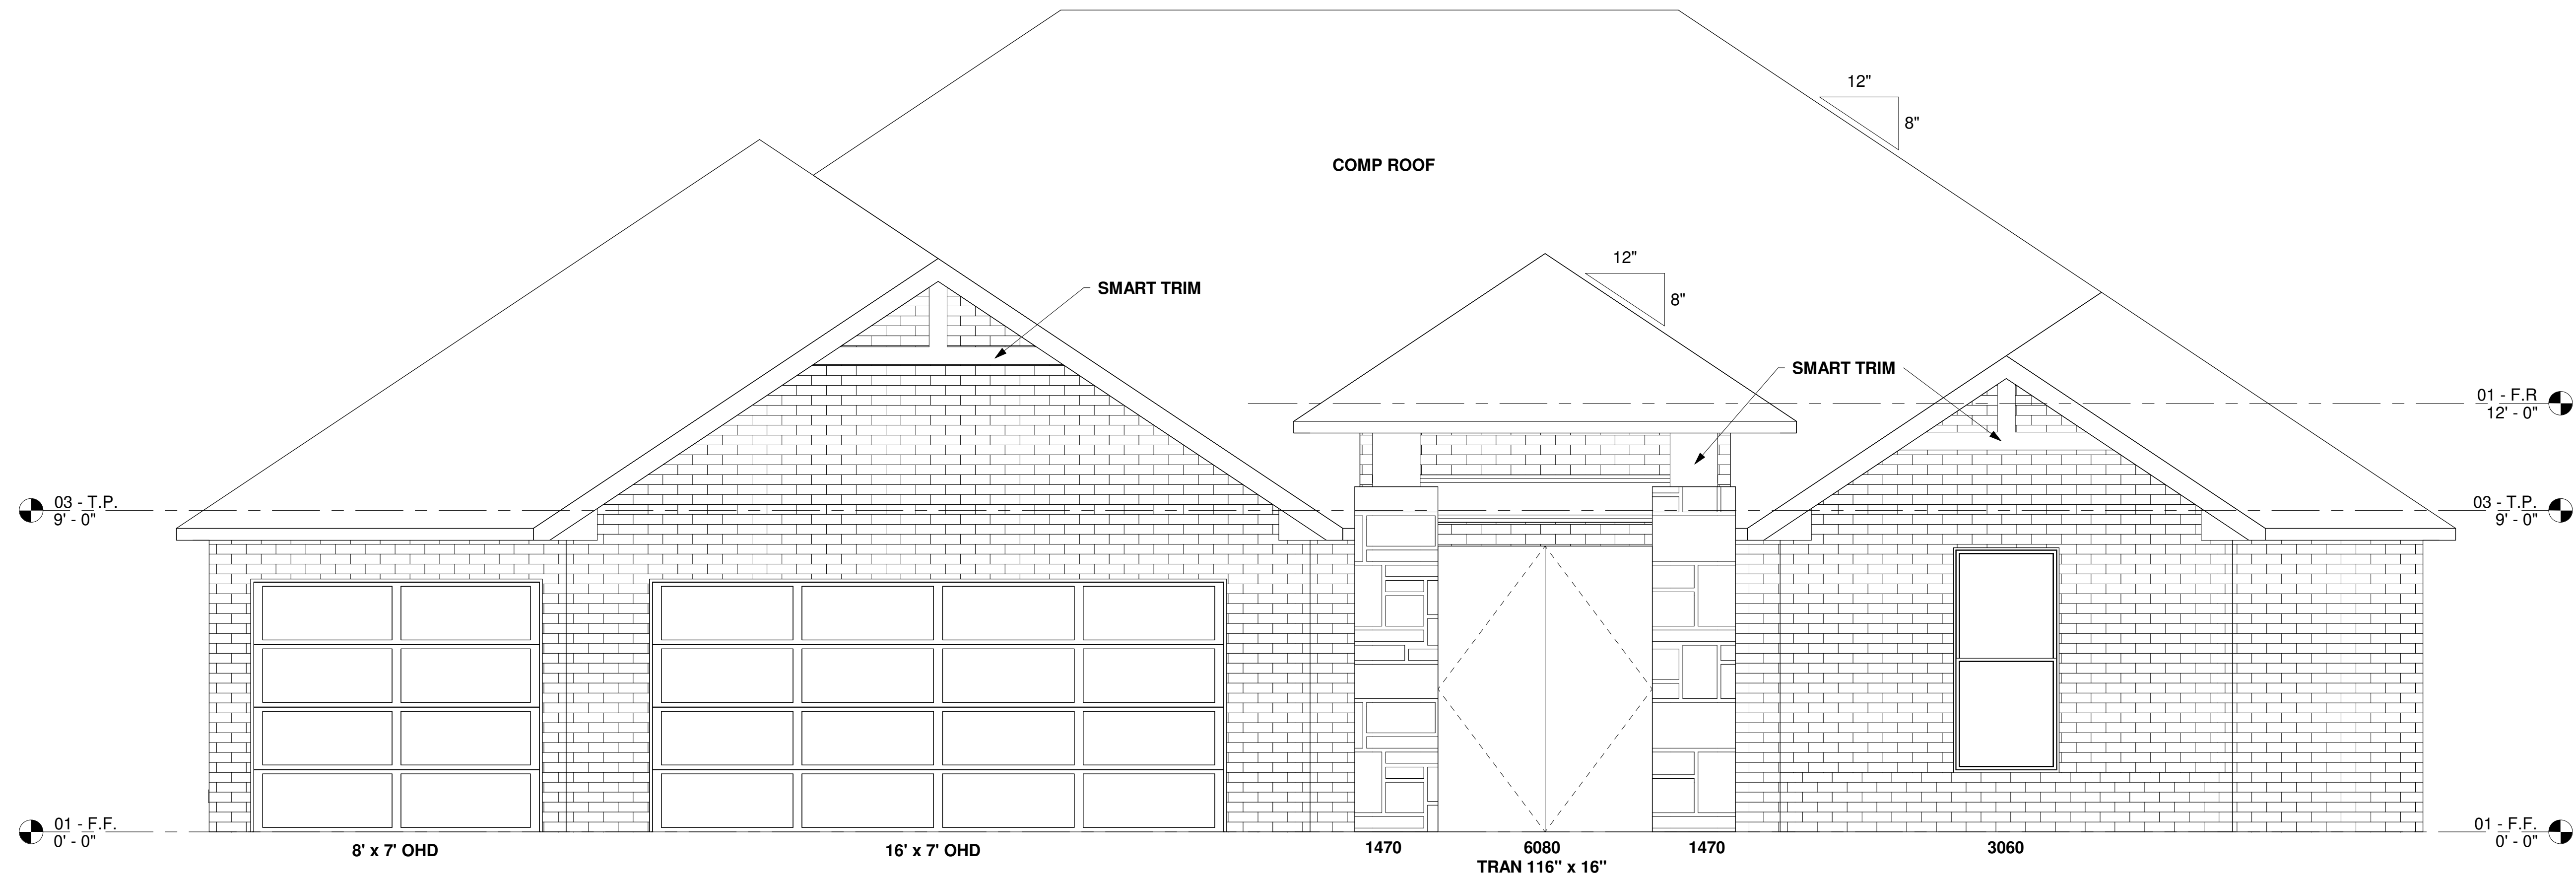 12"
8"
COMP ROOF
12"
8"
SMART TRIM
SMART TRIM
01 - F.R
12' - 0"
03 - T.P.
9' - 0"
03 - T.P.
9' - 0"
01 - F.F.
0' - 0"
01 - F.F.
0' - 0"
8' x 7' OHD
16' x 7' OHD
1470
6080
1470
3060
TRAN 116" x 16"